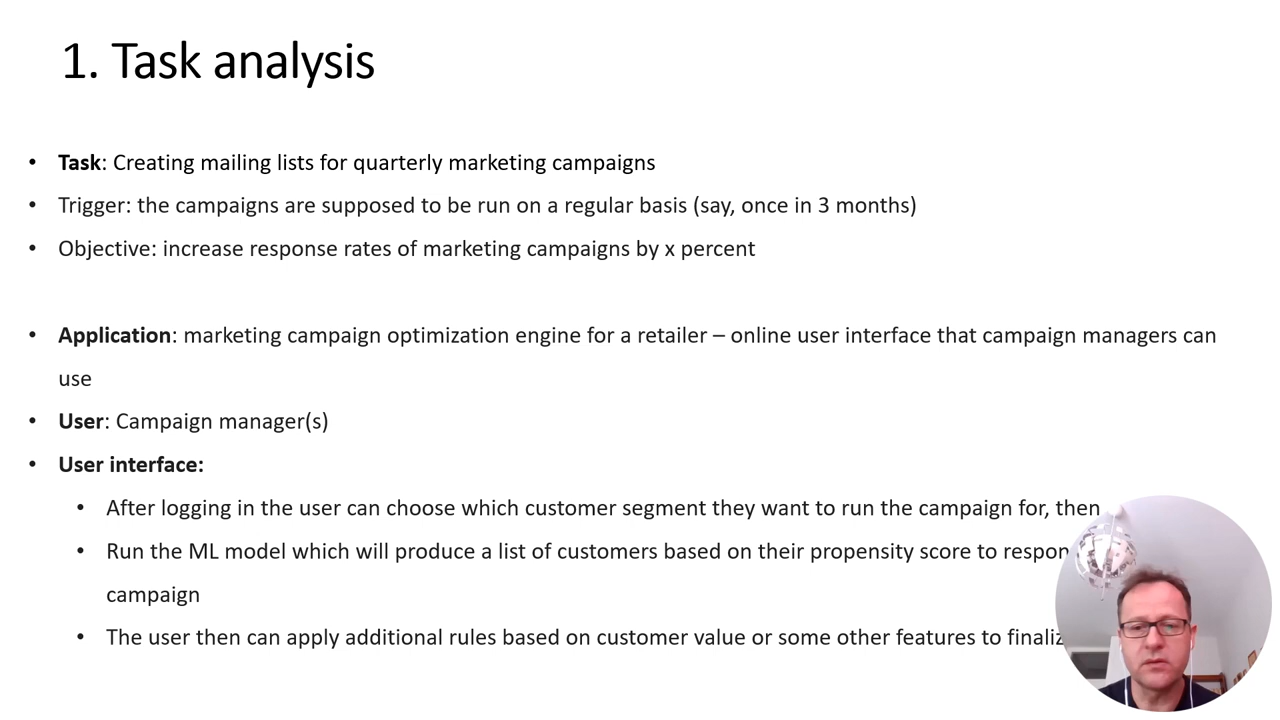 1. Task analysis
• Task: Creating mailing lists for quarterly marketing campaigns
• Trigger: the campaigns are supposed to be run on a regular basis (say, once in 3 months)
• Objective: increase response rates of marketing campaigns by x percent
• Application: marketing campaign optimization engine for a retailer – online user interface that campaign managers can
use
• User: Campaign manager(s)
• User interface:
• After logging in the user can choose which customer segment they want to run the campaign for, then
• Run the ML model which will produce a list of customers based on their propensity score to
campaign
• The user then can apply additional rules based on customer value or some other features to